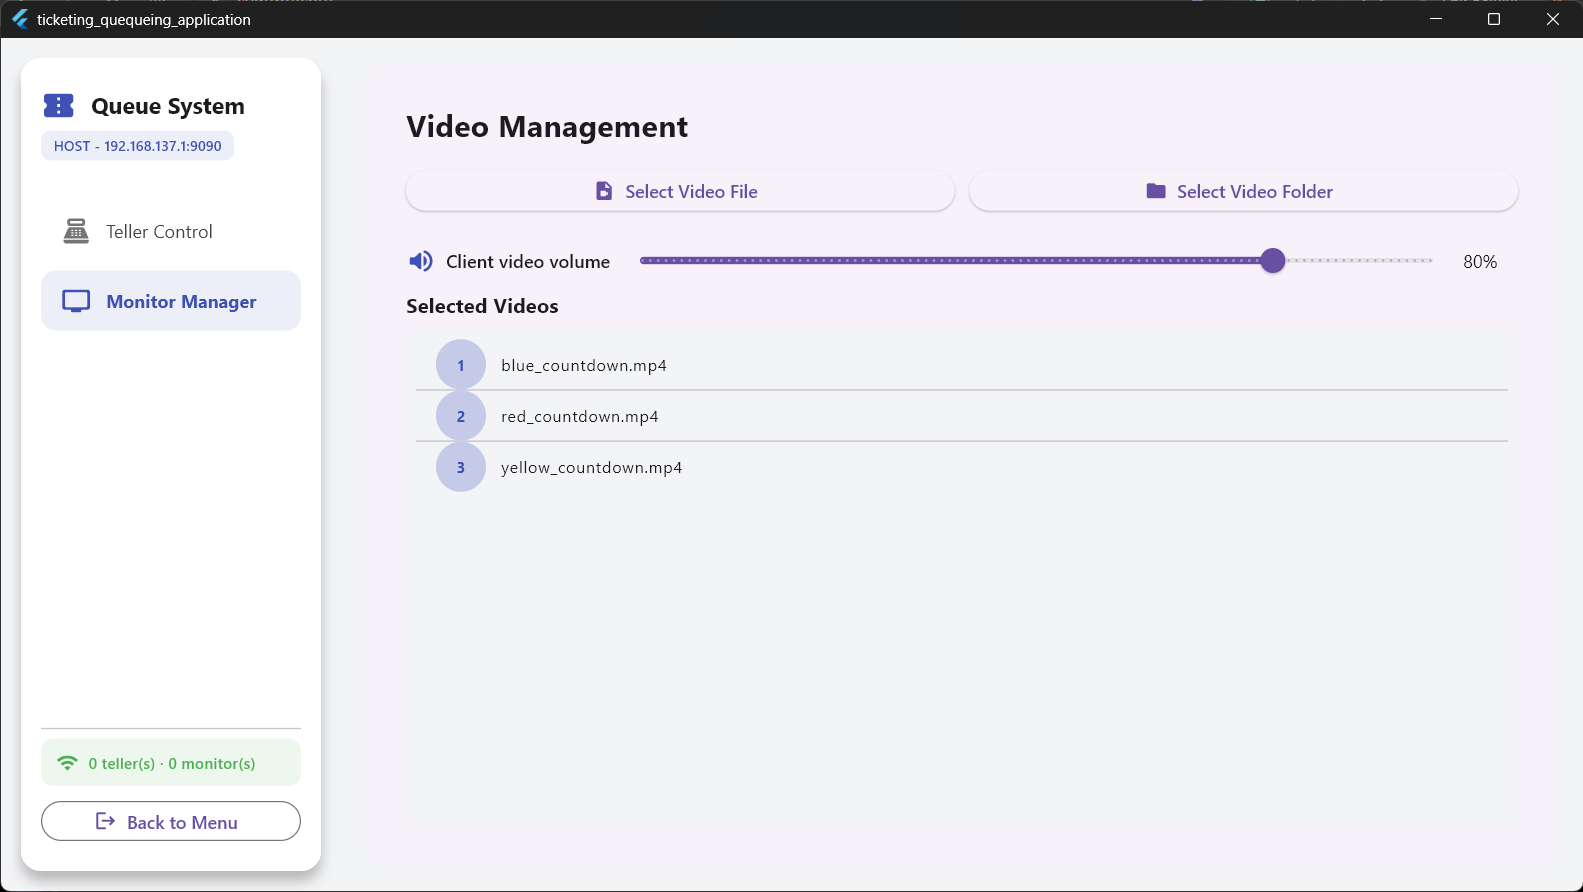 ticketing_quequeing_application
Queue System
HOST - 192.168.137.1:9090
Teller Control
Monitor Manager
0 teller(s) · 0 monitor(s)
Back to Menu
Video Management
Select Video File
Select Video Folder
Client video volume
80%
Selected Videos
1 blue_countdown.mp4
2 red_countdown.mp4
3 yellow_countdown.mp4